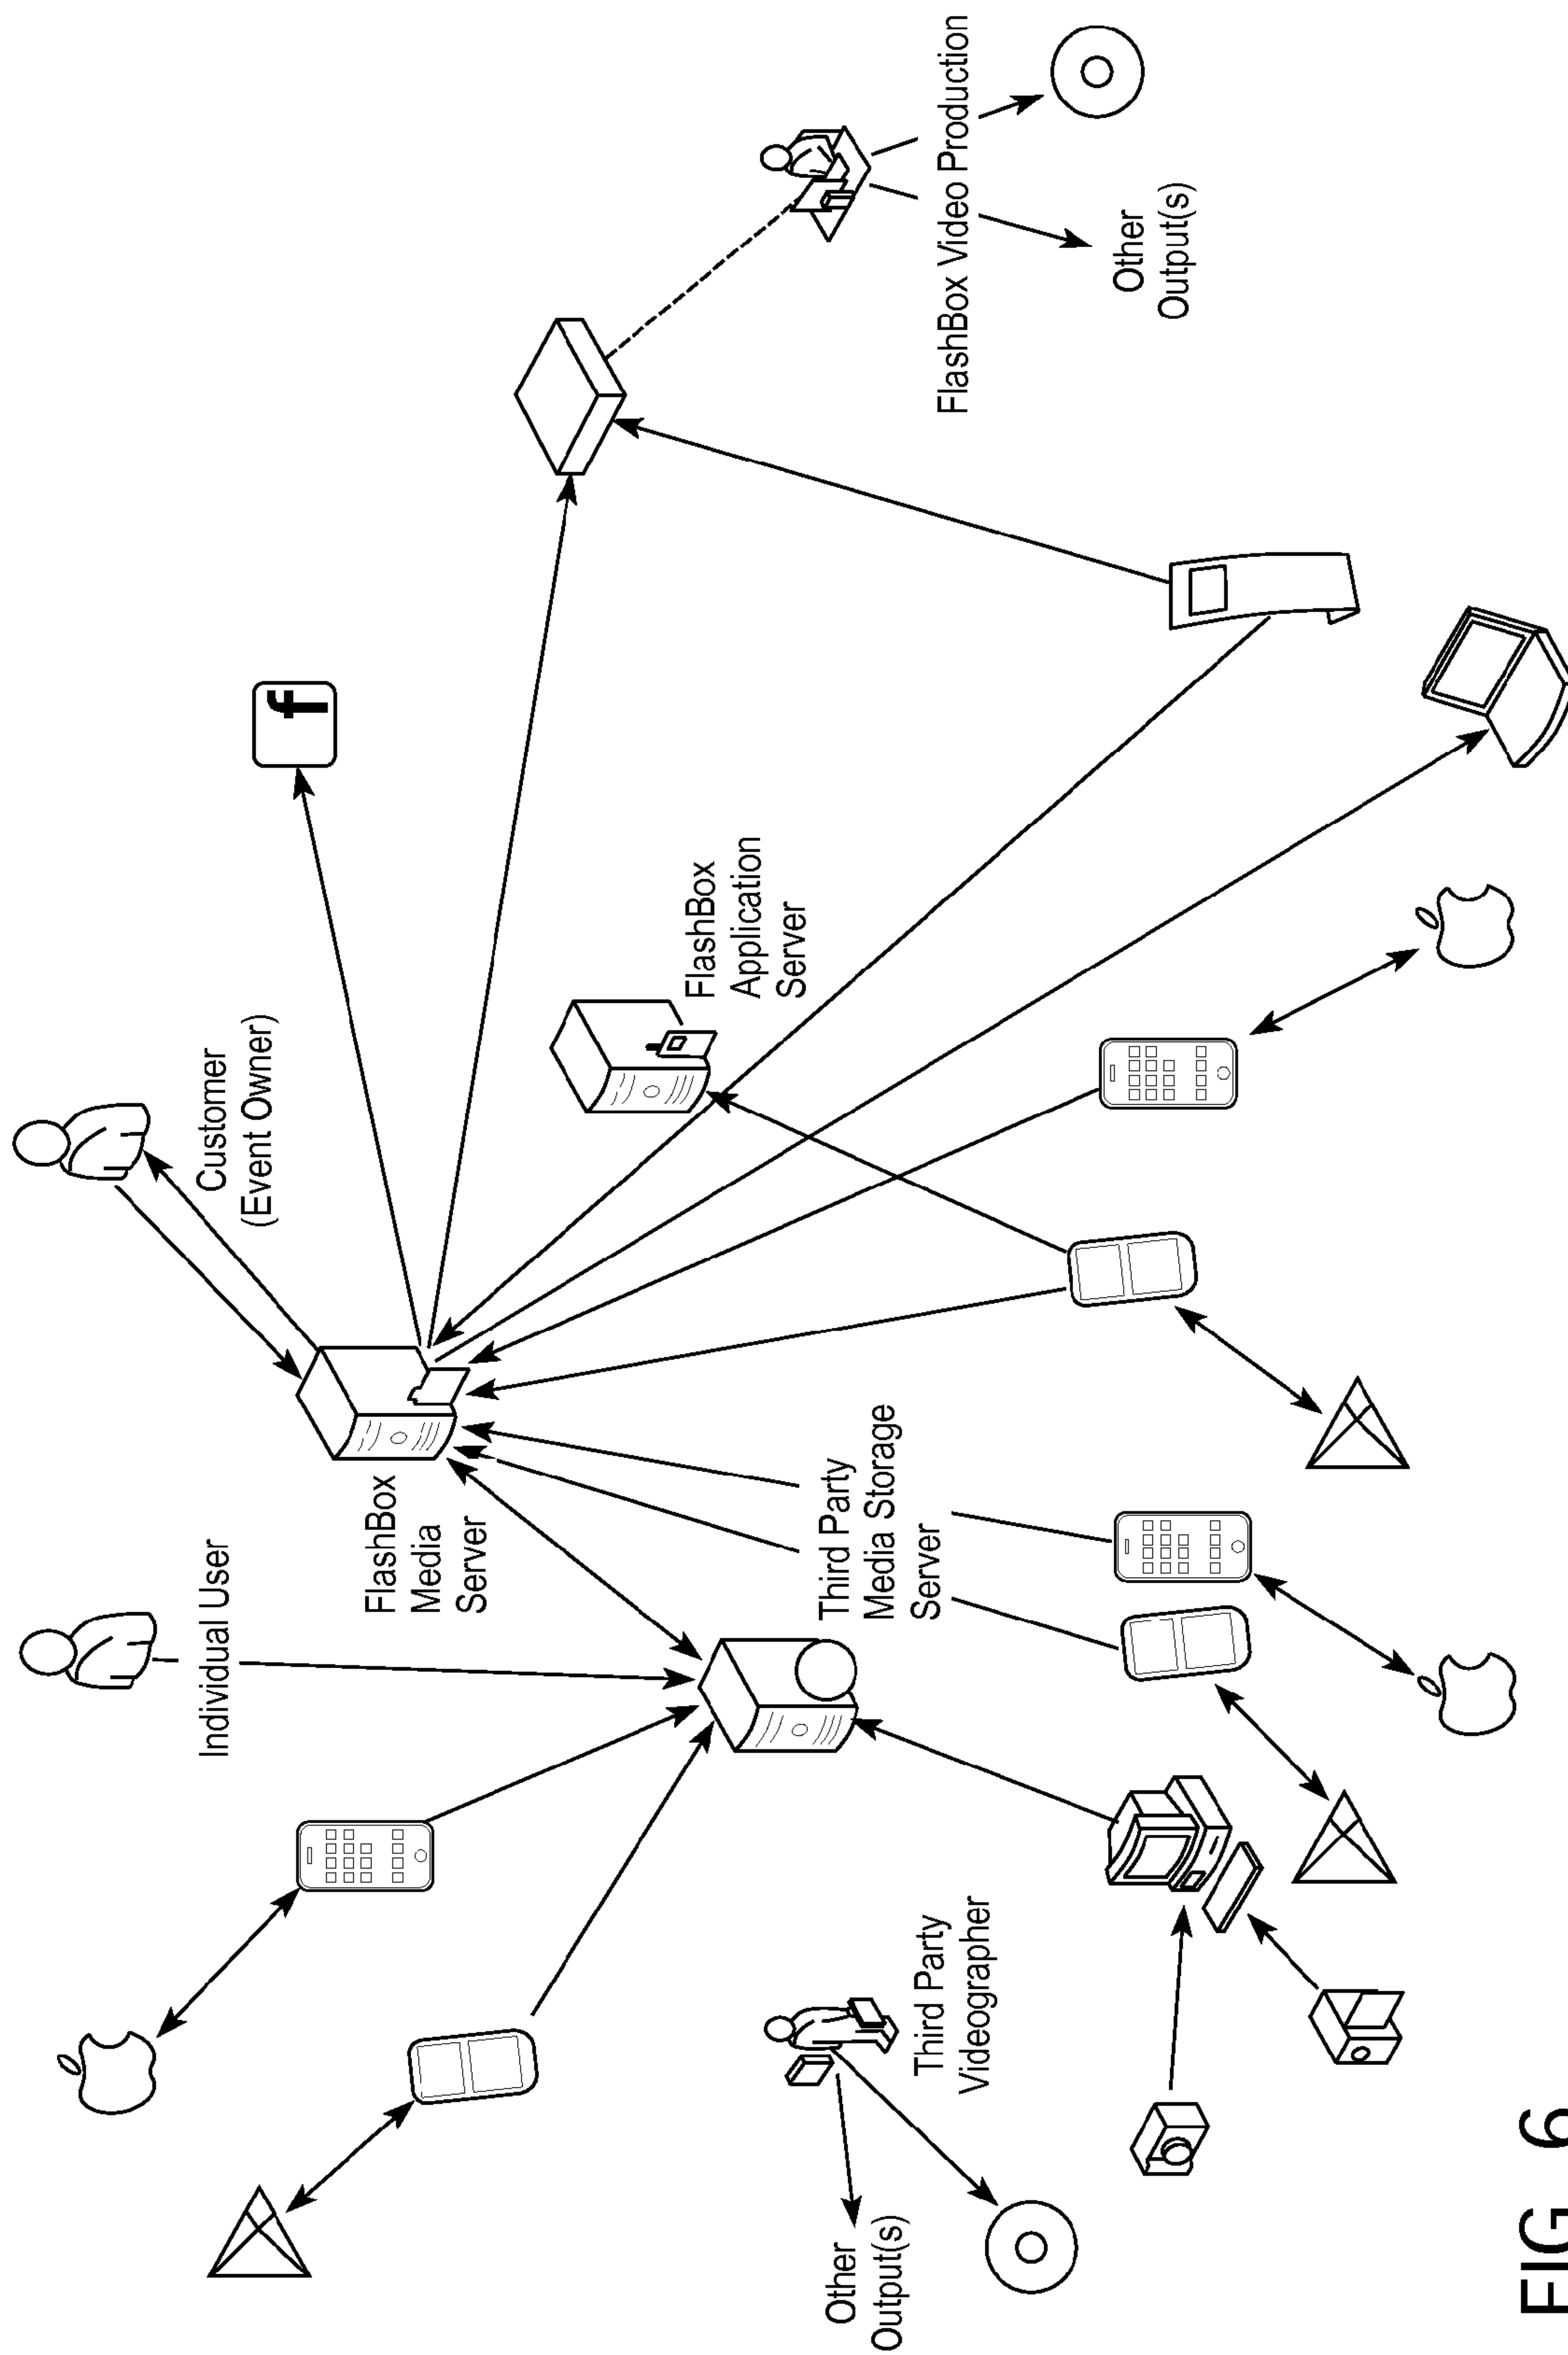 Individual User
Customer
(Event Owner)
f
FlashBox
Media
Server
FlashBox
Application
Server
Third Party
Media Storage
Server
FlashBox Video Production
Other
Output(s)
Other
Output(s)
Third Party
Videographer
FIG 6